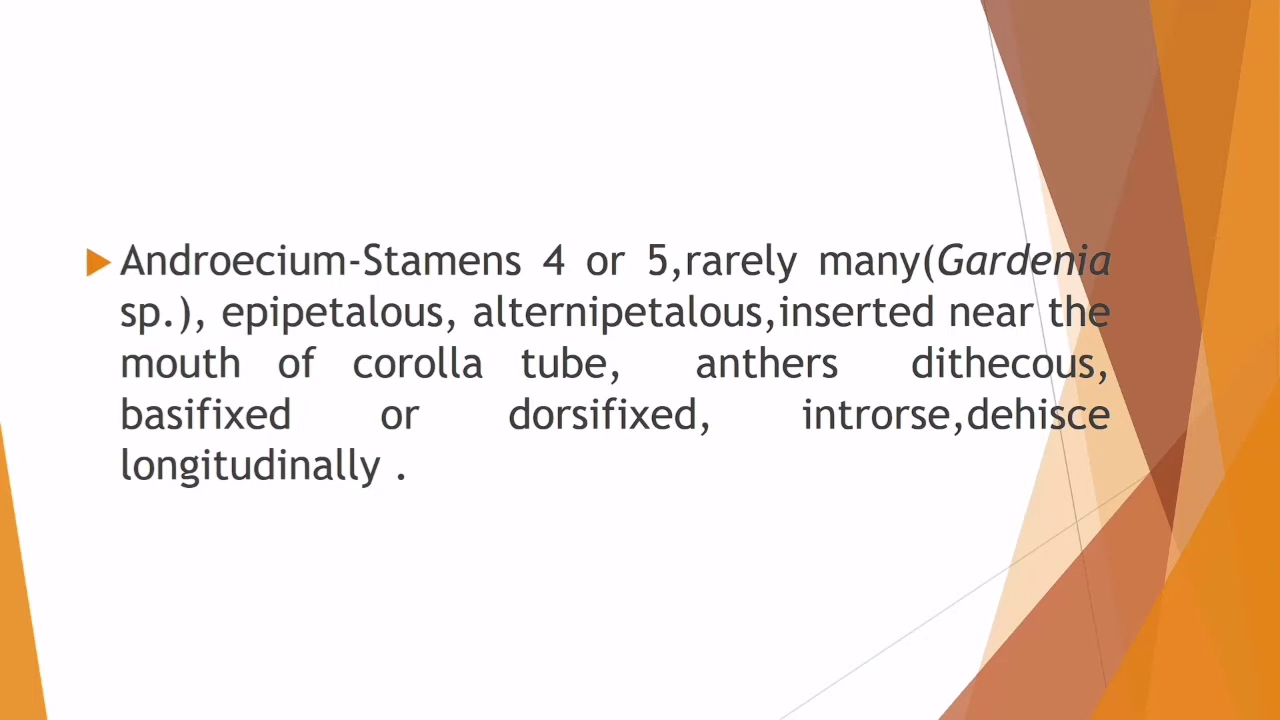 Androecium-Stamens 4 or 5,rarely many(Gardenia
sp.), epipetalous, alternipetalous,inserted near the
mouth of corolla tube, anthers dithecous,
basifixed or dorsifixed, introrse,dehisce
longitudinally .